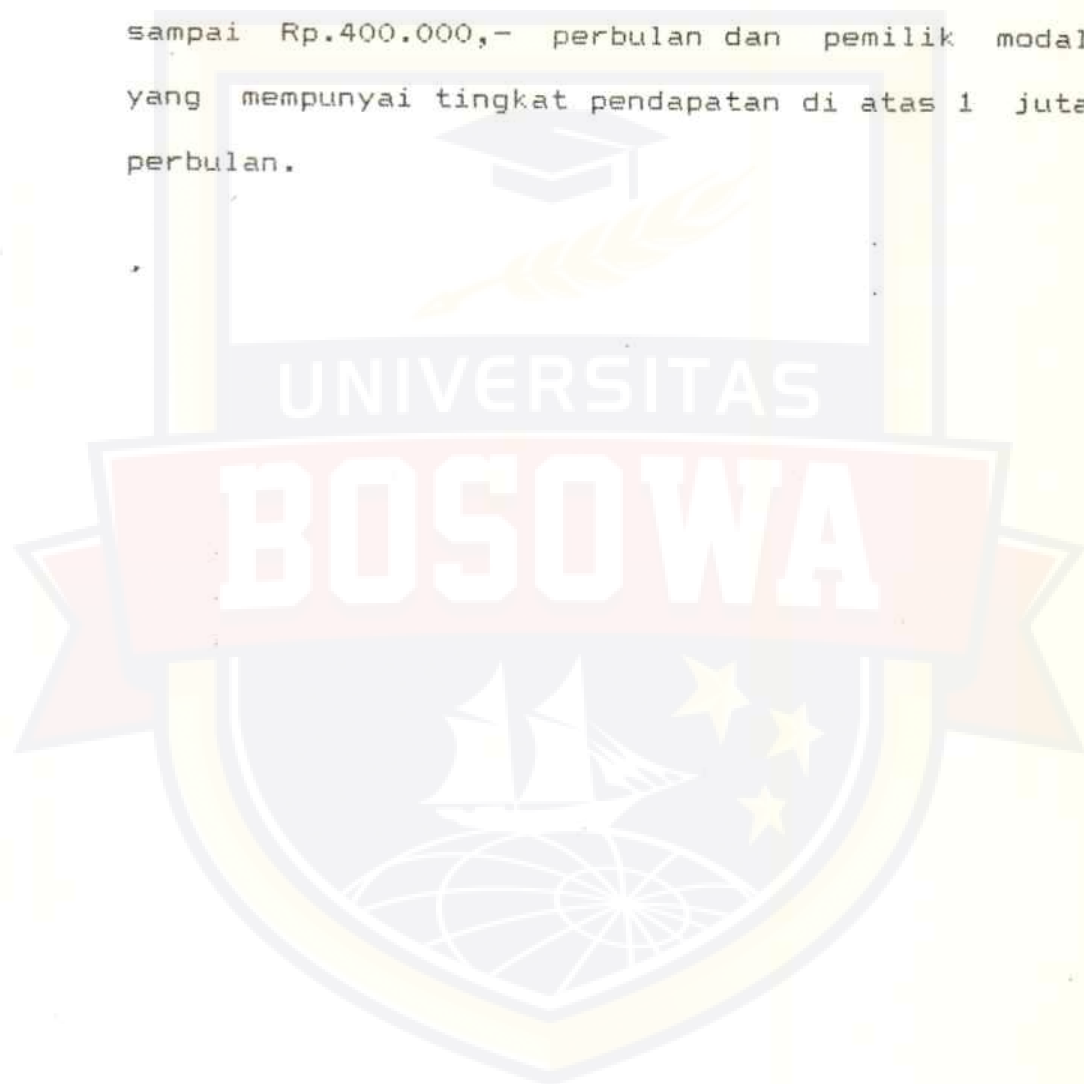 sampai Rp.400.000,- perbulan dan pemilik modal
yang mempunyai tingkat pendapatan di atas 1 juta
perbulan.
UNIVERSITAS
BOSOWA